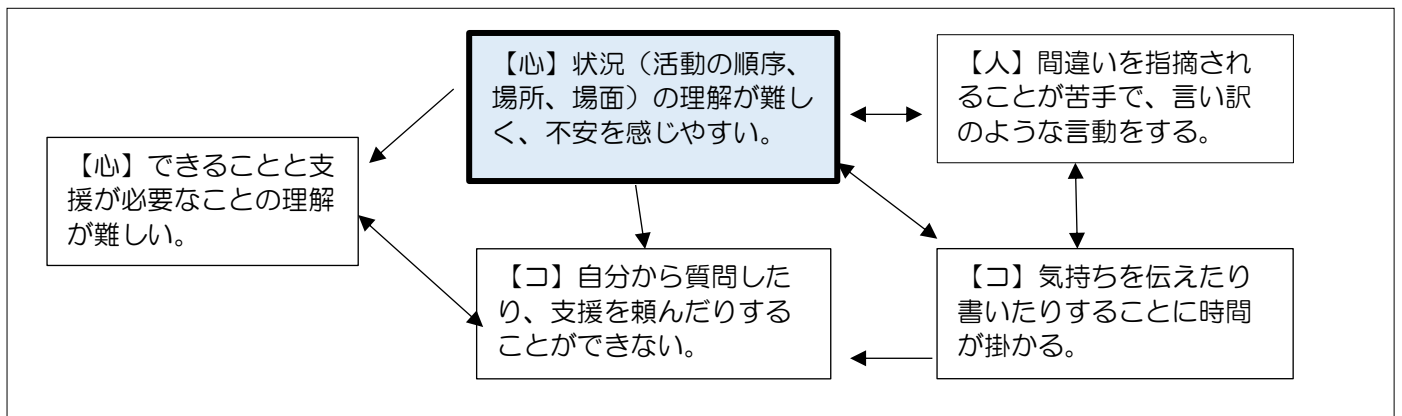 【心】状況（活動の順序、
場所、場面）の理解が難し
く、不安を感じやすい。
【人】間違いを指摘され
ることが苦手で、言い訳
のような言動をする。
【心】できることと支
援が必要なことの理解
が難しい。
【コ】自分から質問した
り、支援を頼んだりする
ことができない。
【コ】気持ちを伝えたり
書いたりすることに時間
が掛かる。